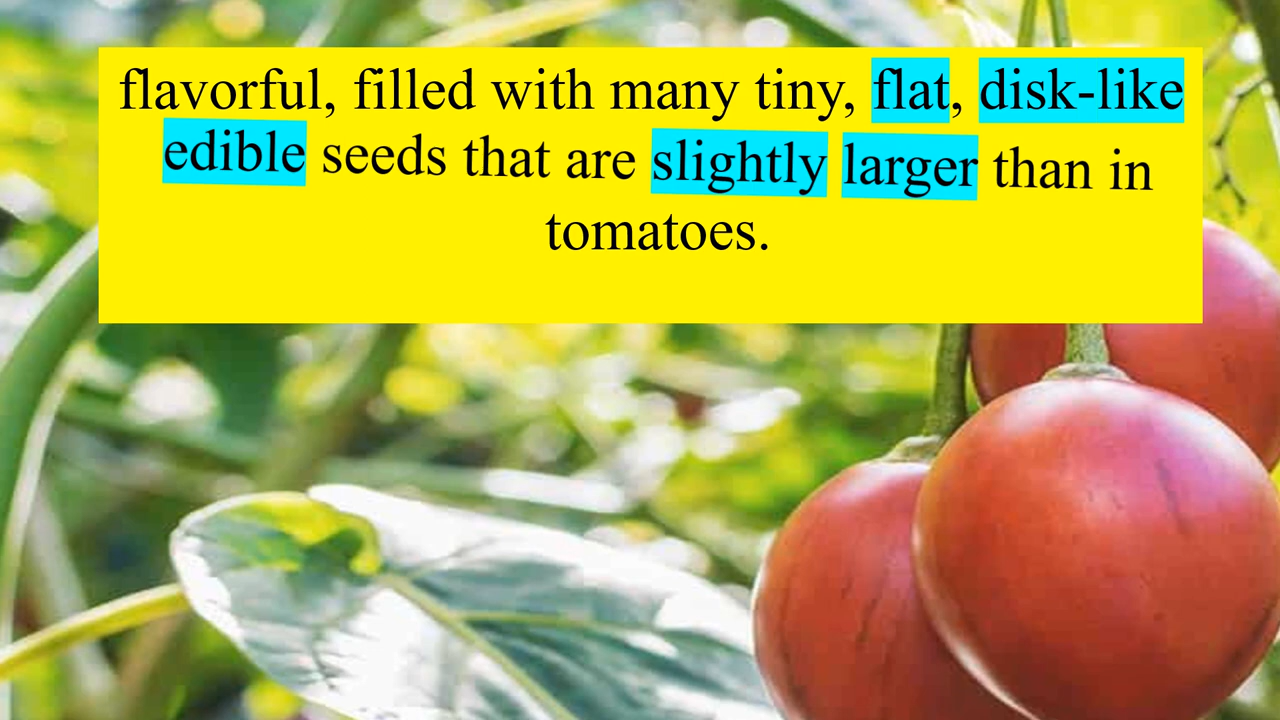 flavorful, filled with many tiny, flat, disk-like
edible seeds that are slightly larger than in
tomatoes.